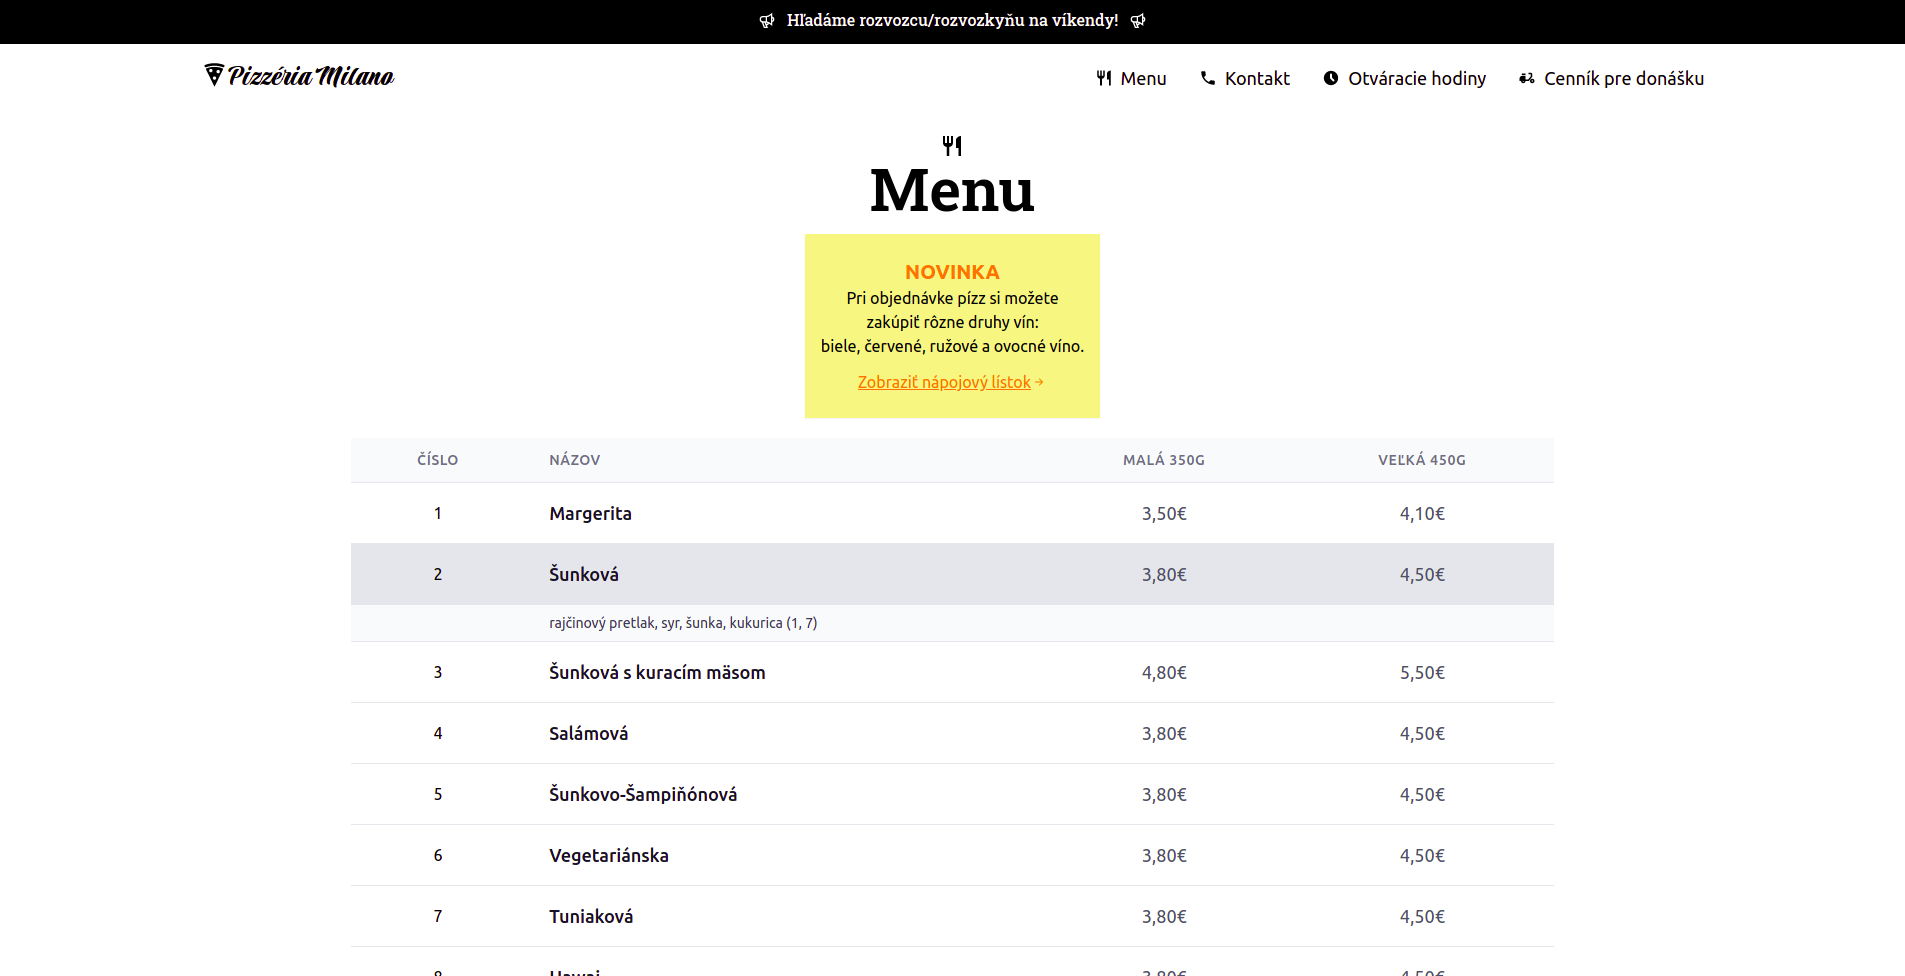 Hľadáme rozvozcu/rozvozkyňu na víkendy!
Pizzéria Milano
Menu
Kontakt
Otváracie hodiny
Cenník pre donášku
Menu
NOVINKA
Pri objednávke pízz si možete
zakúpiť rôzne druhy vín:
biele, červené, ružové a ovocné víno.
Zobraziť nápojový lístok →
ČÍSLO NÁZOV MALÁ 350G VEĽKÁ 450G
1 Margerita 3,50€ 4,10€
2 Šunková 3,80€ 4,50€
rajčinový pretlak, syr, šunka, kukurica (1, 7)
3 Šunková s kuracím mäsom 4,80€ 5,50€
4 Salámová 3,80€ 4,50€
5 Šunkovo-Šampiňónová 3,80€ 4,50€
6 Vegetariánska 3,80€ 4,50€
7 Tuniaková 3,80€ 4,50€